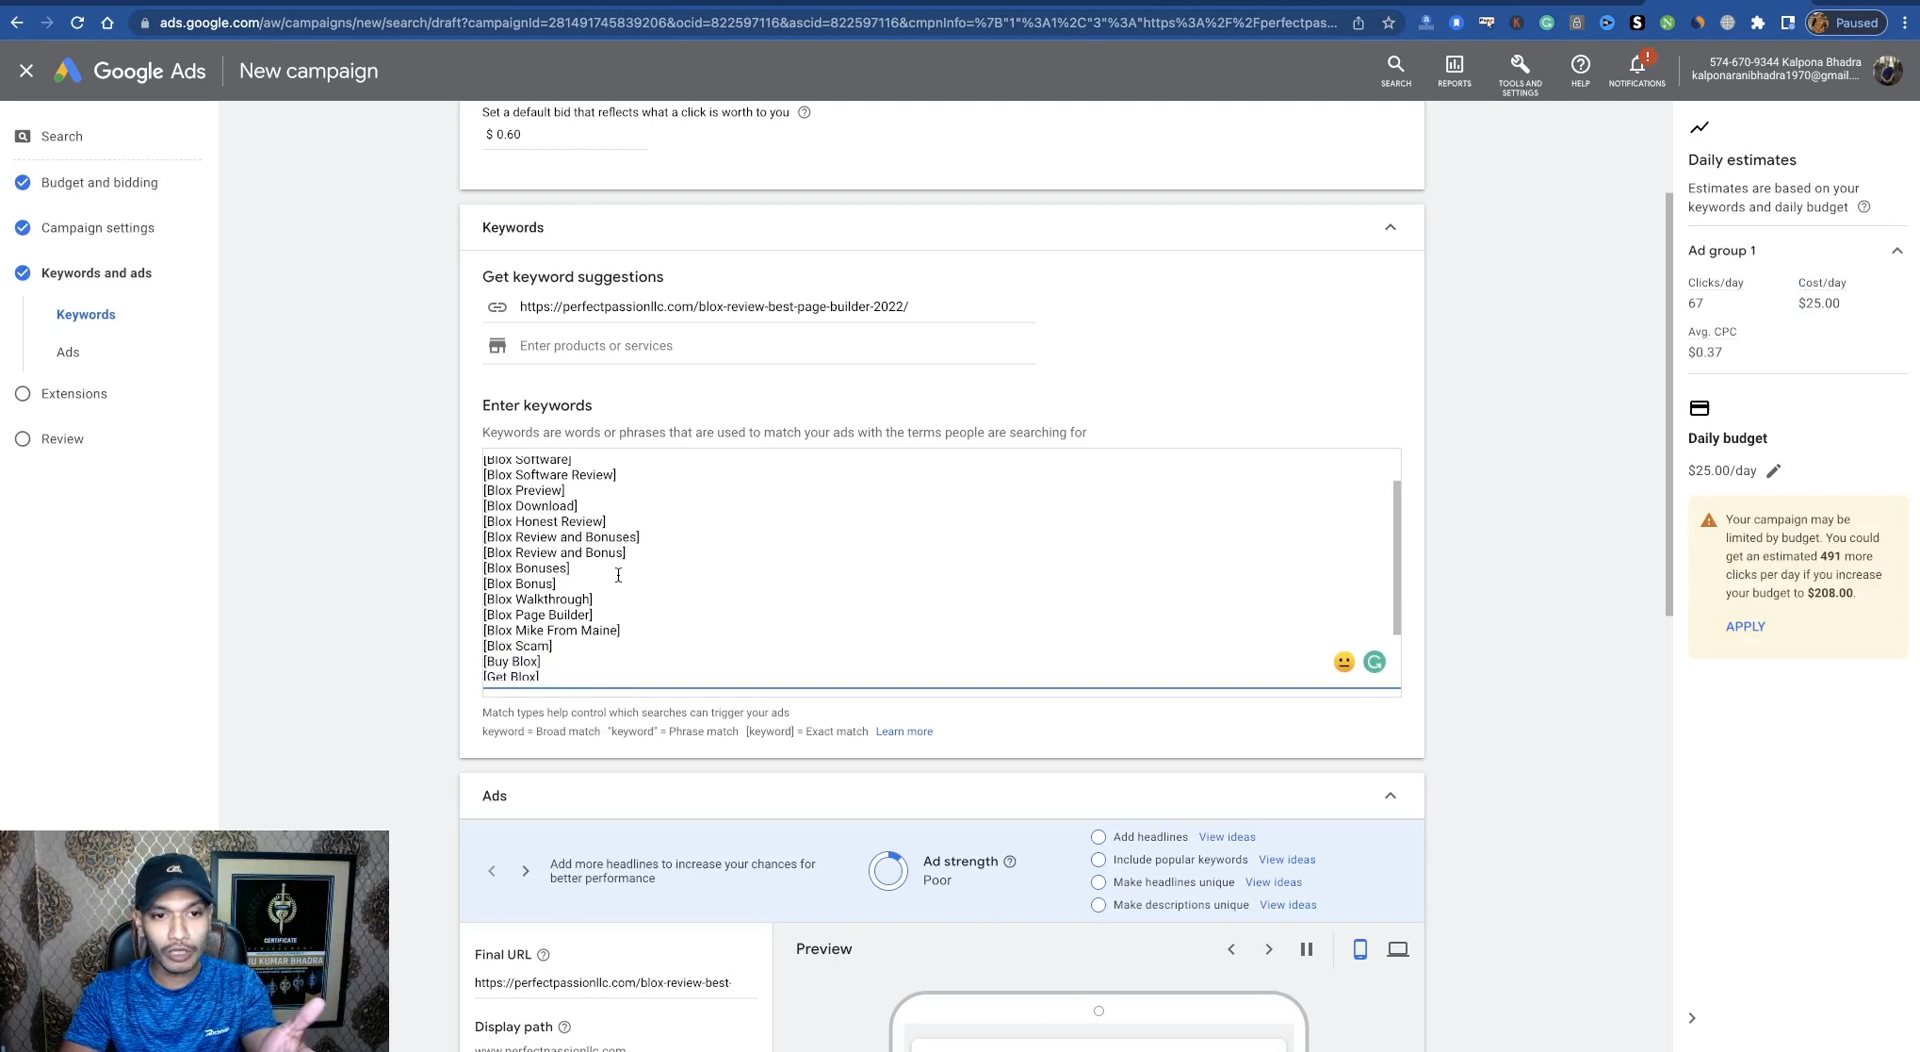 ads.google.com/aw/campaigns/new/search/draft?campaignId=281491745839206&ocid=822597116&ascid=822597116&cmpnInfo=%7B"1"%3A1%2C"3"%3A"https%3A%2F%2Fperfectpas...
Paused
Google Ads
New campaign
SEARCH
REPORTS
TOOLS AND
SETTINGS
HELP
NOTIFICATIONS
574-670-9344 Kalpona Bhadra
kalponaranibhadra1970@gmail....
Search
Budget and bidding
Campaign settings
Keywords and ads
Keywords
Ads
Extensions
Review
Set a default bid that reflects what a click is worth to you
$ 0.60
Keywords
Get keyword suggestions
https://perfectpassionllc.com/blox-review-best-page-builder-2022/
Enter products or services
Enter keywords
Keywords are words or phrases that are used to match your ads with the terms people are searching for
[Blox Software]
[Blox Software Review]
[Blox Preview]
[Blox Download]
[Blox Honest Review]
[Blox Review and Bonuses]
[Blox Review and Bonus]
[Blox Bonuses]
[Blox Bonus]
[Blox Walkthrough]
[Blox Page Builder]
[Blox Mike From Maine]
[Blox Scam]
[Buy Blox]
[Get Blox]
Match types help control which searches can trigger your ads
keyword = Broad match "keyword" = Phrase match [keyword] = Exact match Learn more
Ads
Add more headlines to increase your chances for
better performance
Ad strength
Poor
Add headlines View ideas
Include popular keywords View ideas
Make headlines unique View ideas
Make descriptions unique View ideas
Final URL
https://perfectpassionllc.com/blox-review-best-
Display path
www.perfectpassionllc.com
Preview
Daily estimates
Estimates are based on your
keywords and daily budget
Ad group 1
Clicks/day
Cost/day
67
$25.00
Avg. CPC
$0.37
Daily budget
$25.00/day
Your campaign may be
limited by budget. You could
get an estimated 491 more
clicks per day if you increase
your budget to $208.00.
APPLY
CERTIFICATE
U KUMAR BHADRA